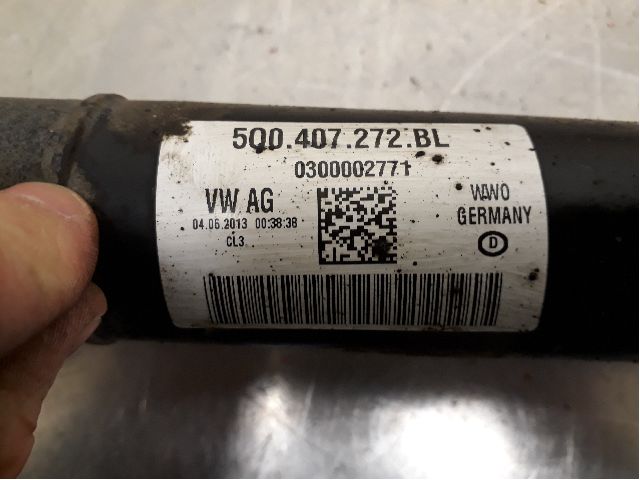 5Q0.407.272.BL
0300002771
VW AG
04.06.2013 00:38:38
CL3
WWO
GERMANY
D